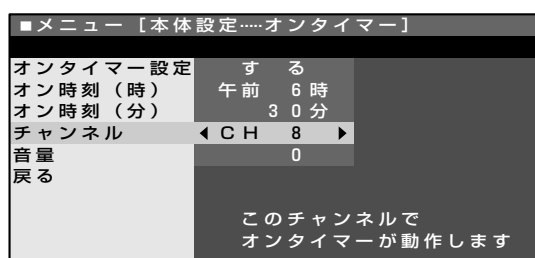 ■メニュー [本体設定……オンタイマー]
オンタイマー設定 する
オン時刻(時) 午前 6時
オン時刻(分) 30分
チャンネル ◀CH 8 ▶
音量 0
戻る
このチャンネルで
オンタイマーが動作します